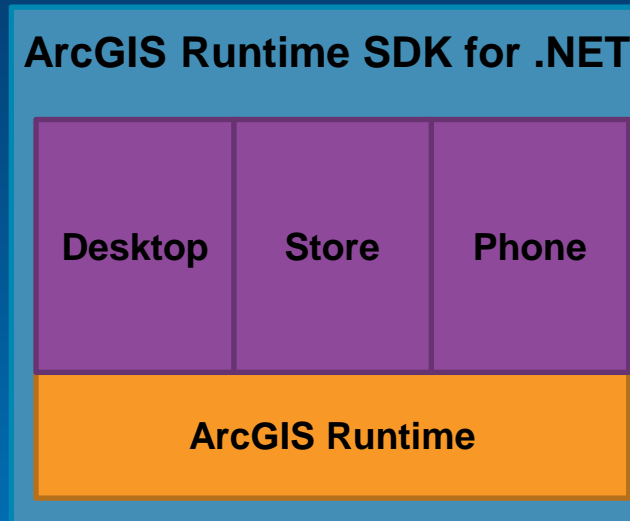 ArcGIS Runtime SDK for .NET
Desktop
Store
Phone
ArcGIS Runtime